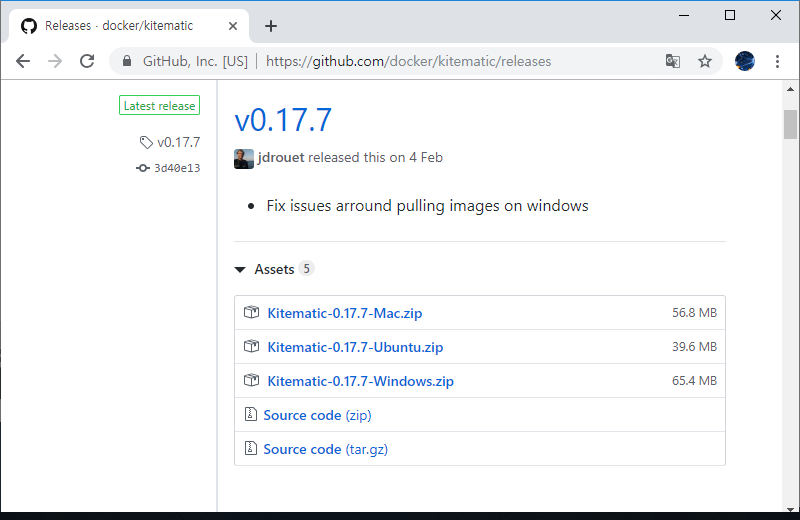 Releases · docker/kitematic
GitHub, Inc. [US] | https://github.com/docker/kitematic/releases
Latest release
v0.17.7
3d40e13
v0.17.7
jdrouet released this on 4 Feb
• Fix issues arround pulling images on windows
Assets 5
Kitematic-0.17.7-Mac.zip 56.8 MB
Kitematic-0.17.7-Ubuntu.zip 39.6 MB
Kitematic-0.17.7-Windows.zip 65.4 MB
Source code (zip)
Source code (tar.gz)